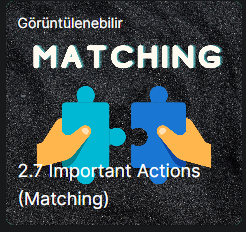 Görüntülenebilir
MATCHING
2.7 Important Actions
(Matching)